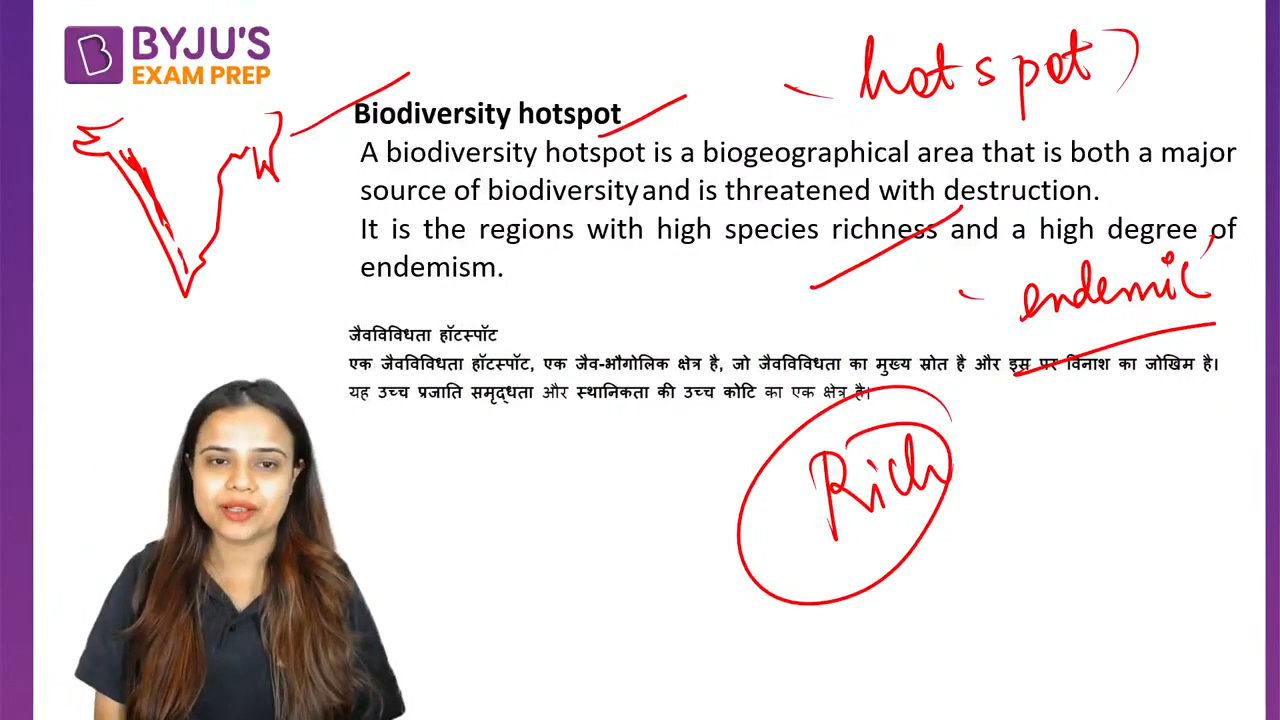 BYJU'S
EXAM PREP
hotspot
Biodiversity hotspot
A biodiversity hotspot is a biogeographical area that is both a major
source of biodiversity and is threatened with destruction.
It is the regions with high species richness and a high degree of
endemism.
endemic
जैवविविधता हॉटस्पॉट
एक जैवविविधता हॉटस्पॉट, एक जैव-भौगोलिक क्षेत्र है, जो जैवविविधता का मुख्य स्रोत है और इस पर विनाश का जोखिम है।
यह उच्च प्रजाति समृद्धता और स्थानिकता की उच्च कोटि का एक क्षेत्र है।
Rich